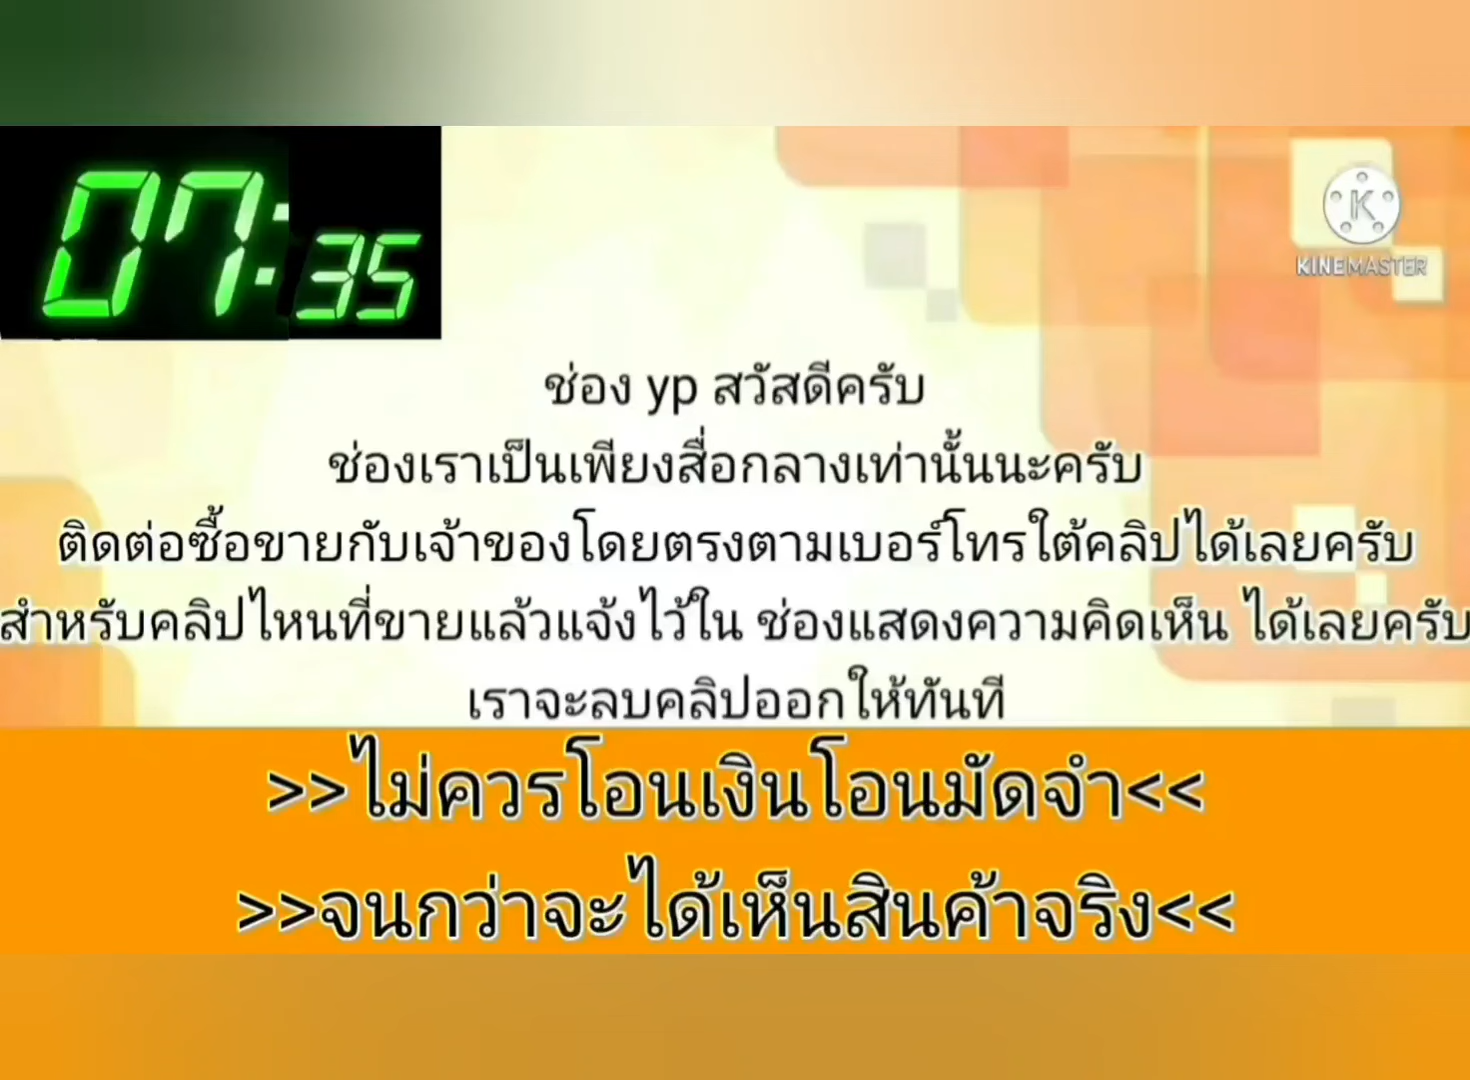 07:35
KINEMASTER
ช่อง yp สวัสดีครับ
ช่องเราเป็นเพียงสื่อกลางเท่านั้นนะครับ
ติดต่อซื้อขายกับเจ้าของโดยตรงตามเบอร์โทรใต้คลิปได้เลยครับ
สำหรับคลิปไหนที่ขายแล้วแจ้งไว้ใน ช่องแสดงความคิดเห็น ได้เลยครับ
เราจะลบคลิปออกให้ทันที
>>ไม่ควรโอนเงินโอนมัดจำ<<
>>จนกว่าจะได้เห็นสินค้าจริง<<